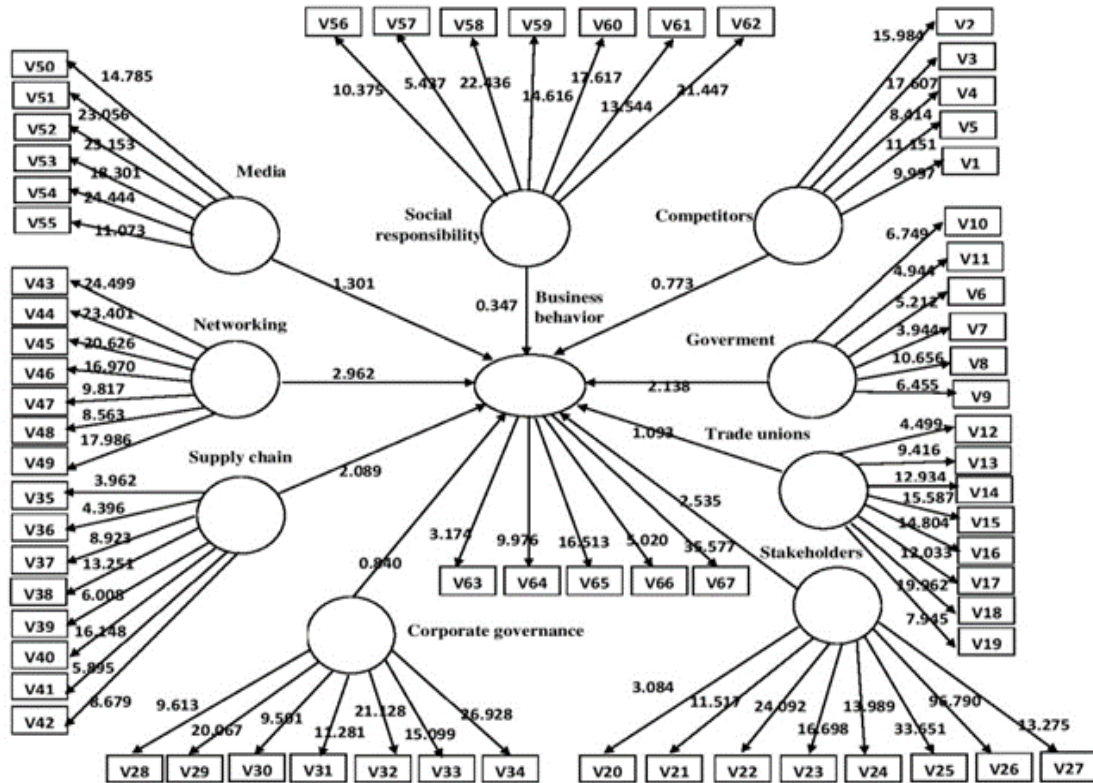 V56
V57
V58
V59
V60
V61
V62
10.375
5.437
22.436
14.616
17.617
13.544
21.447
V2
V3
V4
V5
V1
15.984
17.607
8.414
11.151
9.997
V50
V51
V52
V53
V54
V55
14.785
23.056
23.153
18.301
24.444
11.073
Media
Social
responsibility
Competitors
1.301
0.347
0.773
Business
behavior
V10
V11
V6
V7
V8
V9
6.749
4.944
5.212
3.944
10.656
6.455
Goverment
2.138
V43
V44
V45
V46
V47
V48
V49
24.499
23.401
20.626
16.970
9.817
8.563
17.986
Networking
2.962
Trade unions
1.093
V12
V13
V14
V15
V16
V17
V18
V19
4.499
9.416
12.934
15.587
14.804
12.033
19.962
7.945
Supply chain
2.089
V35
V36
V37
V38
V39
V40
V41
V42
3.962
4.396
8.923
13.251
6.008
16.148
5.895
8.679
0.840
3.174
9.976
16.513
5.020
35.577
V63
V64
V65
V66
V67
2.535
Stakeholders
Corporate governance
9.613
20.067
11.281
21.128
15.099
26.928
V28
V29
V30
V31
V32
V33
V34
3.084
11.517
24.092
16.698
13.989
33.651
96.790
13.275
V20
V21
V22
V23
V24
V25
V26
V27